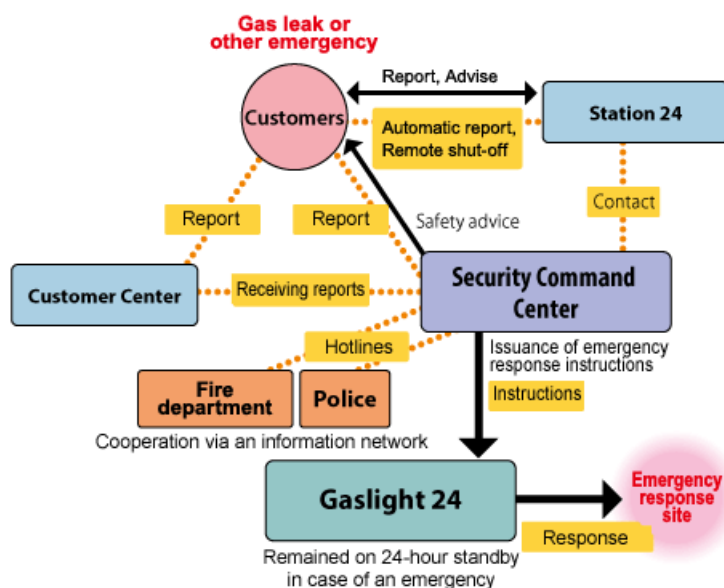 Gas leak or
other emergency
Customers
Report, Advise
Station 24
Automatic report,
Remote shut-off
Report
Report
Safety advice
Contact
Customer Center
Receiving reports
Security Command
Center
Hotlines
Issuance of emergency
response instructions
Fire
department
Police
Instructions
Cooperation via an information network
Gaslight 24
Emergency
response
site
Response
Remained on 24-hour standby
in case of an emergency